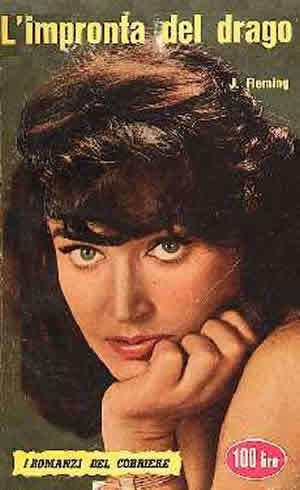 L'impronta del drago
J. Fleming
I ROMANZI DEL CORRIERE
100 lire